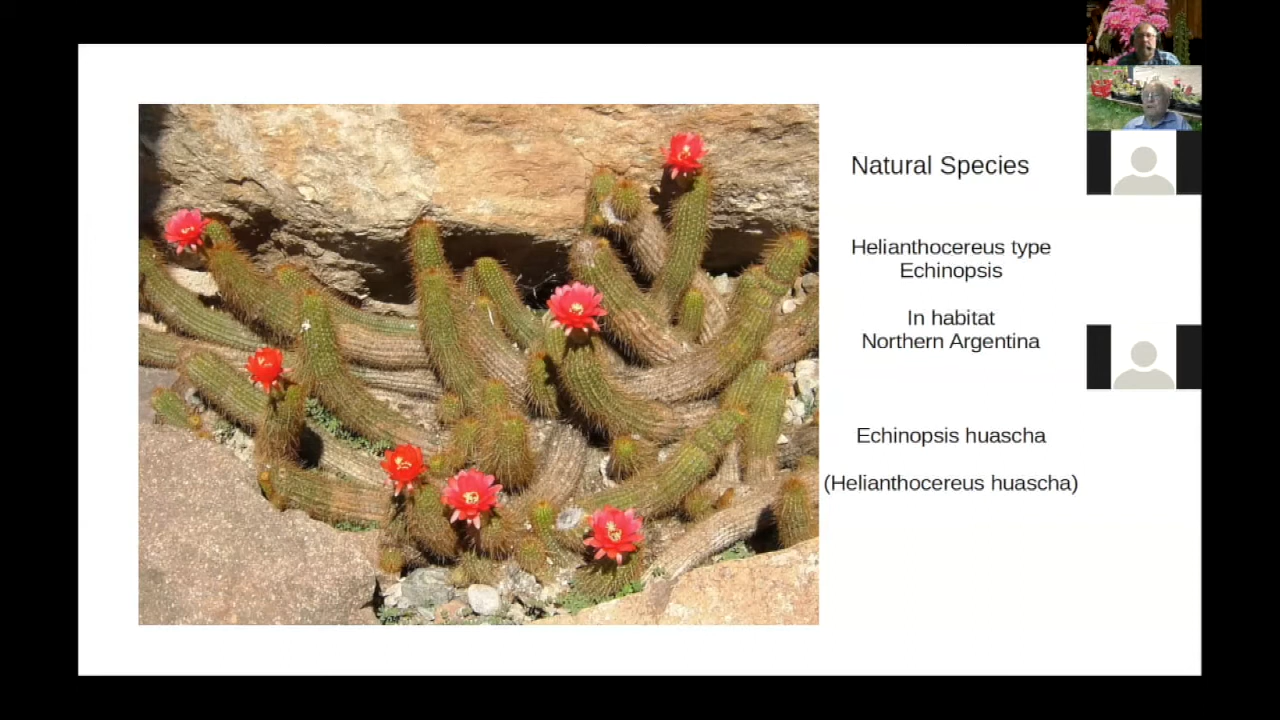 Natural Species
Helianthocereus type
Echinopsis
In habitat
Northern Argentina
Echinopsis huascha
(Helianthocereus huascha)